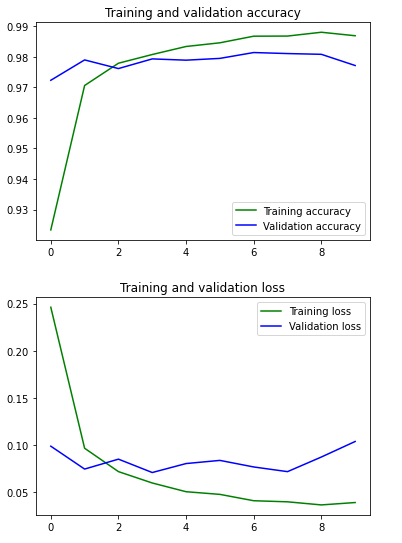 Training and validation accuracy
0.99
0.98
0.97
0.96
0.95
0.94
0.93
Training accuracy
Validation accuracy
0 2 4 6 8
Training and validation loss
0.25
Training loss
Validation loss
0.20
0.15
0.10
0.05
0 2 4 6 8